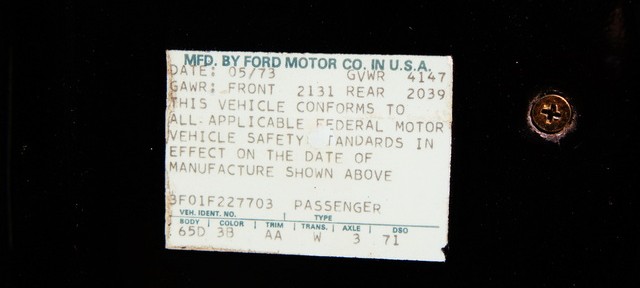 MFD. BY FORD MOTOR CO. IN U.S.A.
DATE: 05/73 GVWR 4147
GAWR: FRONT 2131 REAR 2039
THIS VEHICLE CONFORMS TO
ALL APPLICABLE FEDERAL MOTOR
VEHICLE SAFETY TANDARDS IN
EFFECT ON THE DATE OF
MANUFACTURE SHOWN ABOVE
3F01F227703 PASSENGER
VEH. IDENT. NO. TYPE
BODY COLOR TRIM TRANS. AXLE DSO
65D 3B AA W 3 71